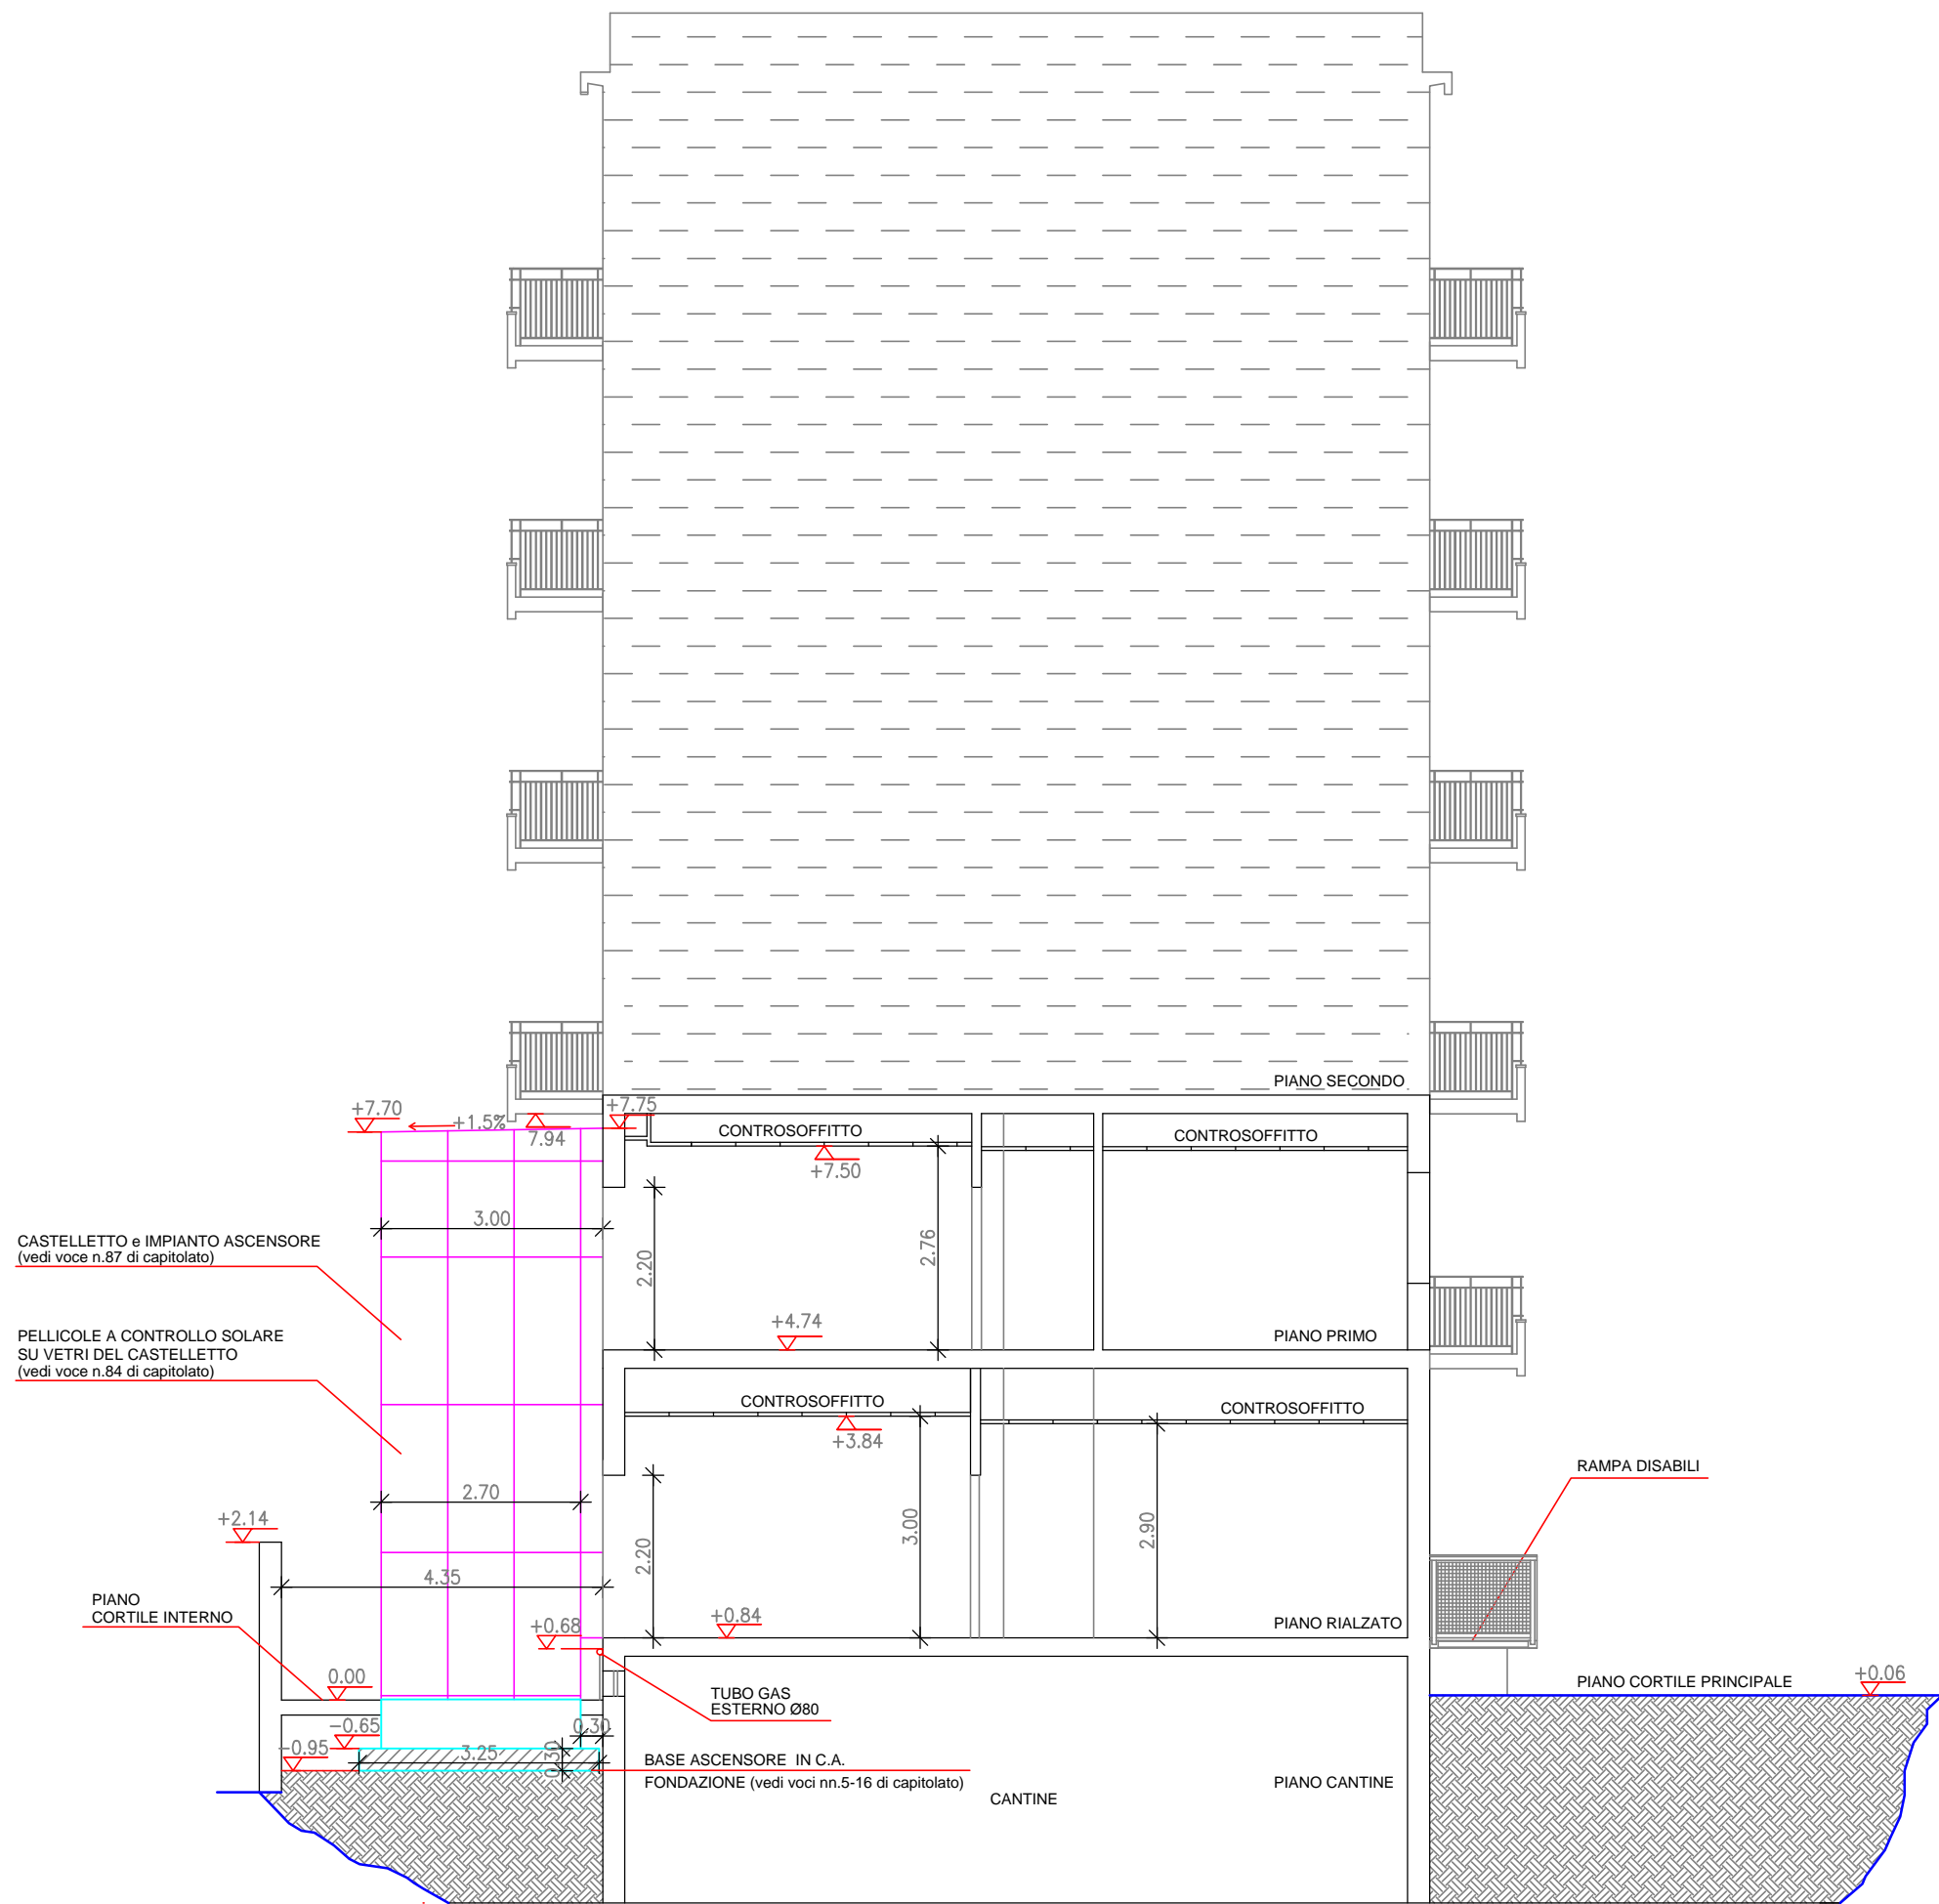 PIANO SECONDO
+7.70
+1.5%
7.94
+7.75
CONTROSOFFITTO
+7.50
CONTROSOFFITTO
3.00
2.20
2.76
CASTELLETTO e IMPIANTO ASCENSORE
(vedi voce n.87 di capitolato)
+4.74
PIANO PRIMO
PELLICOLE A CONTROLLO SOLARE
SU VETRI DEL CASTELLETTO
(vedi voce n.84 di capitolato)
CONTROSOFFITTO
+3.84
CONTROSOFFITTO
RAMPA DISABILI
2.70
+2.14
2.20
3.00
2.90
4.35
PIANO
CORTILE INTERNO
+0.68
+0.84
PIANO RIALZATO
0.00
TUBO GAS
ESTERNO Ø80
PIANO CORTILE PRINCIPALE
+0.06
−0.65
0.30
−0.95
3.25
0.30
BASE ASCENSORE IN C.A.
FONDAZIONE (vedi voci nn.5-16 di capitolato)
CANTINE
PIANO CANTINE